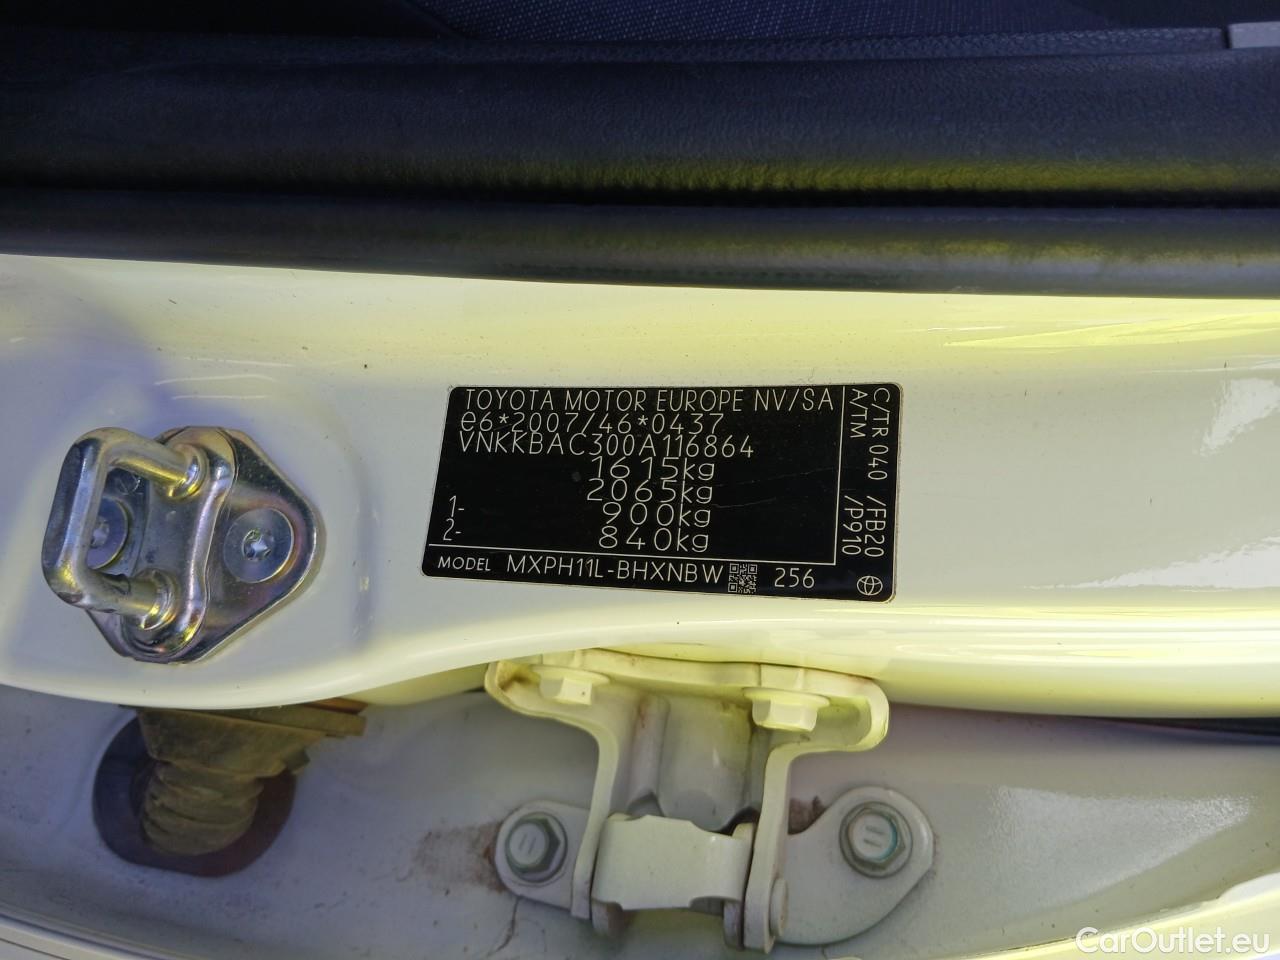 TOYOTA MOTOR EUROPE NV/SA
e6*2007/46*0437
VNKKBAC300A116864
1615kg
2065kg
1- 900kg
2- 840kg
MODEL MXPH11L-BHXNBW 256
C/TR 040 /FB20
A/TM /P910
CarOutlet.eu